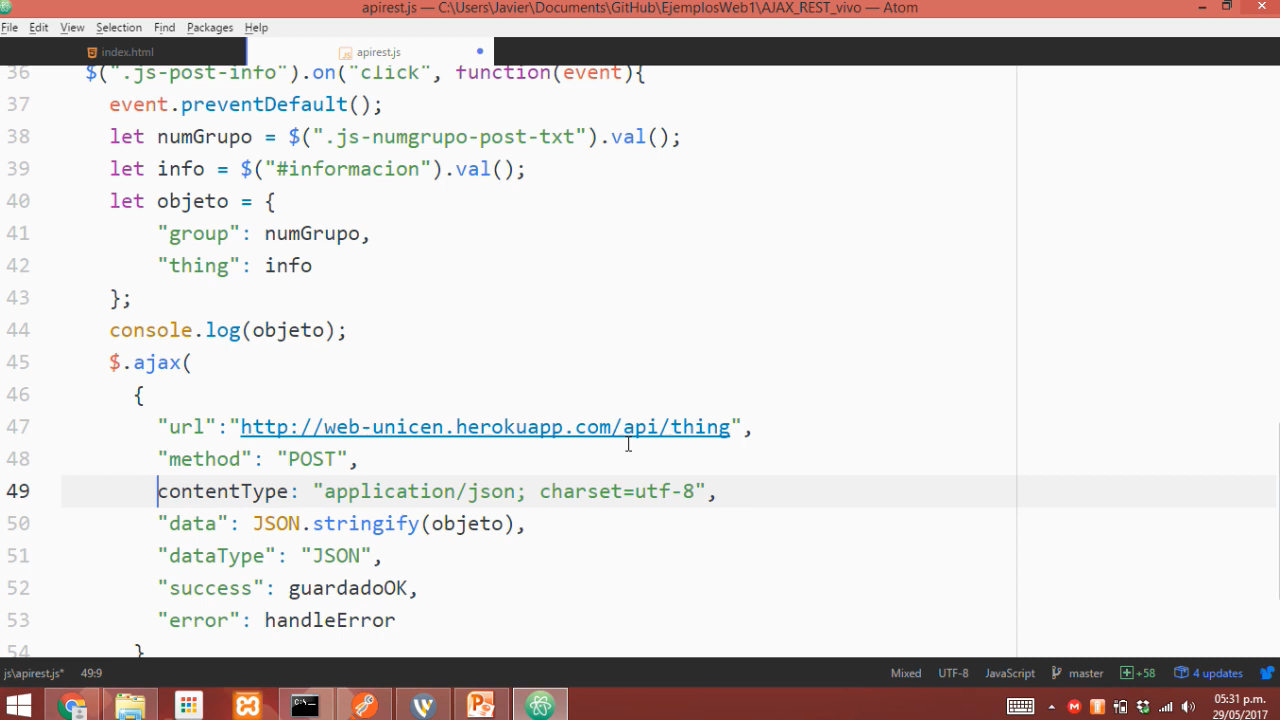 apirest.js — C:\Users\Javier\Documents\GitHub\EjemplosWeb1\AJAX_REST_vivo — Atom
File Edit View Selection Find Packages Help
index.html apirest.js
36 $(".js-post-info").on("click", function(event){
37 event.preventDefault();
38 let numGrupo = $(".js-numgrupo-post-txt").val();
39 let info = $("#informacion").val();
40 let objeto = {
41 "group": numGrupo,
42 "thing": info
43 };
44 console.log(objeto);
45 $.ajax(
46 {
47 "url":"http://web-unicen.herokuapp.com/api/thing",
48 "method": "POST",
49 contentType: "application/json; charset=utf-8",
50 "data": JSON.stringify(objeto),
51 "dataType": "JSON",
52 "success": guardadoOK,
53 "error": handleError
54 }
js\apirest.js* 49:9 Mixed UTF-8 JavaScript master +58 4 updates
05:31 p.m.
29/05/2017